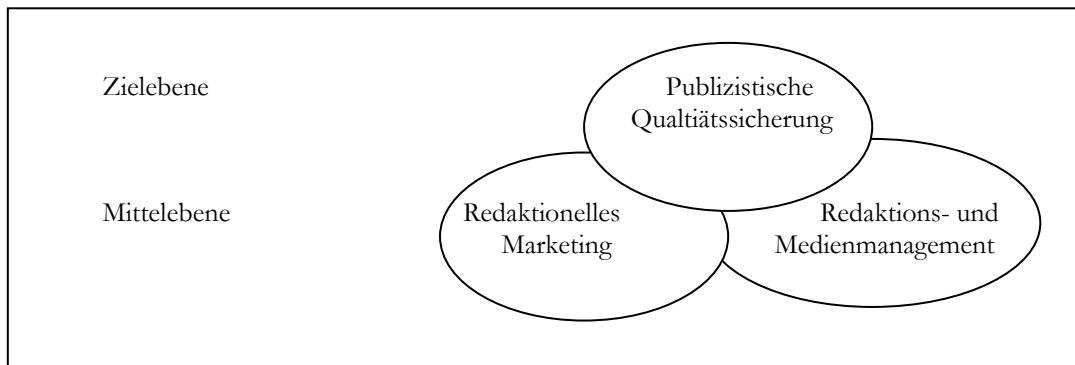 Zielebene
Publizistische
Qualtiätssicherung
Mittelebene
Redaktionelles
Marketing
Redaktions- und
Medienmanagement